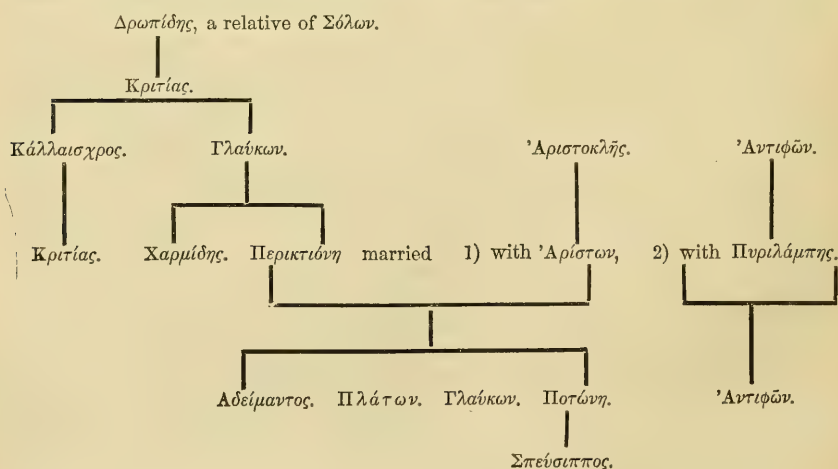 Δρωπίδης, a relative of Σόλων.
Κριτίας.
Κάλλαισχρος. Γλαύκων. Ἀριστοκλῆς. Ἀντιφῶν.
Κριτίας. Χαρμίδης. Περικτιόνη married 1) with Ἀρίστων, 2) with Πυριλάμπης.
Αδείμαντος. Πλάτων. Γλαύκων. Ποτώνη. Ἀντιφῶν.
Σπεύσιππος.